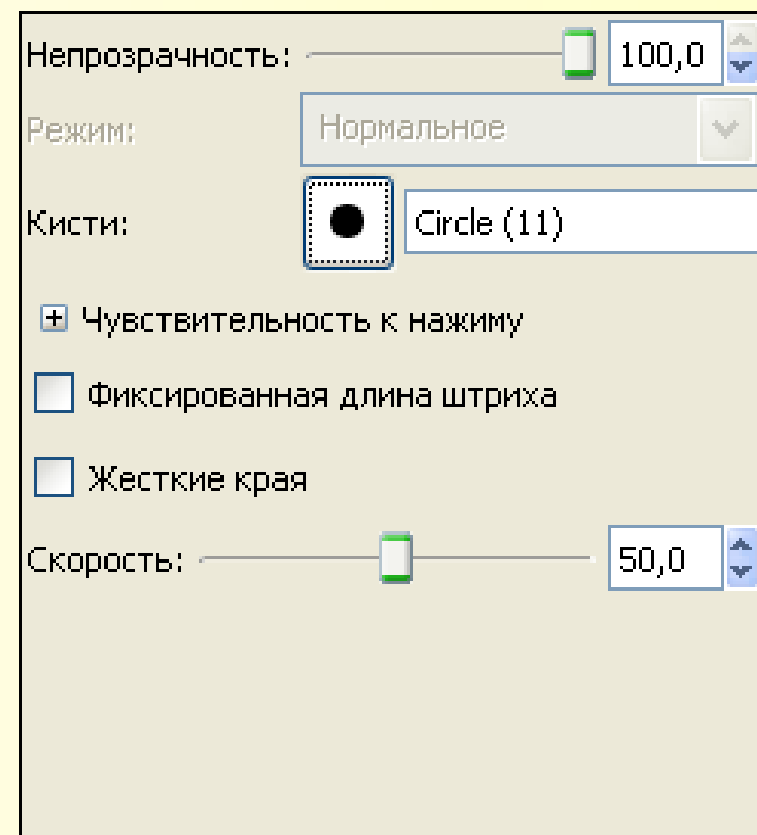 Непрозрачность: 100,0
Режим: Нормальное
Кисти: Circle (11)
Чувствительность к нажиму
Фиксированная длина штриха
Жесткие края
Скорость: 50,0